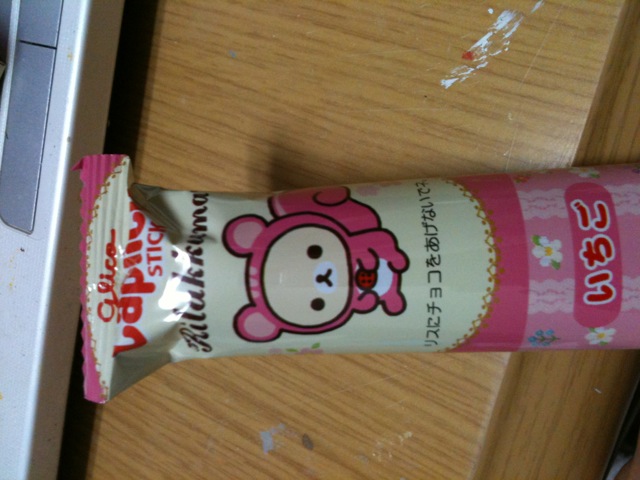 Glico
Caplico
STICK
Rilakkuma
リスにチョコをあげないでネ
いちご